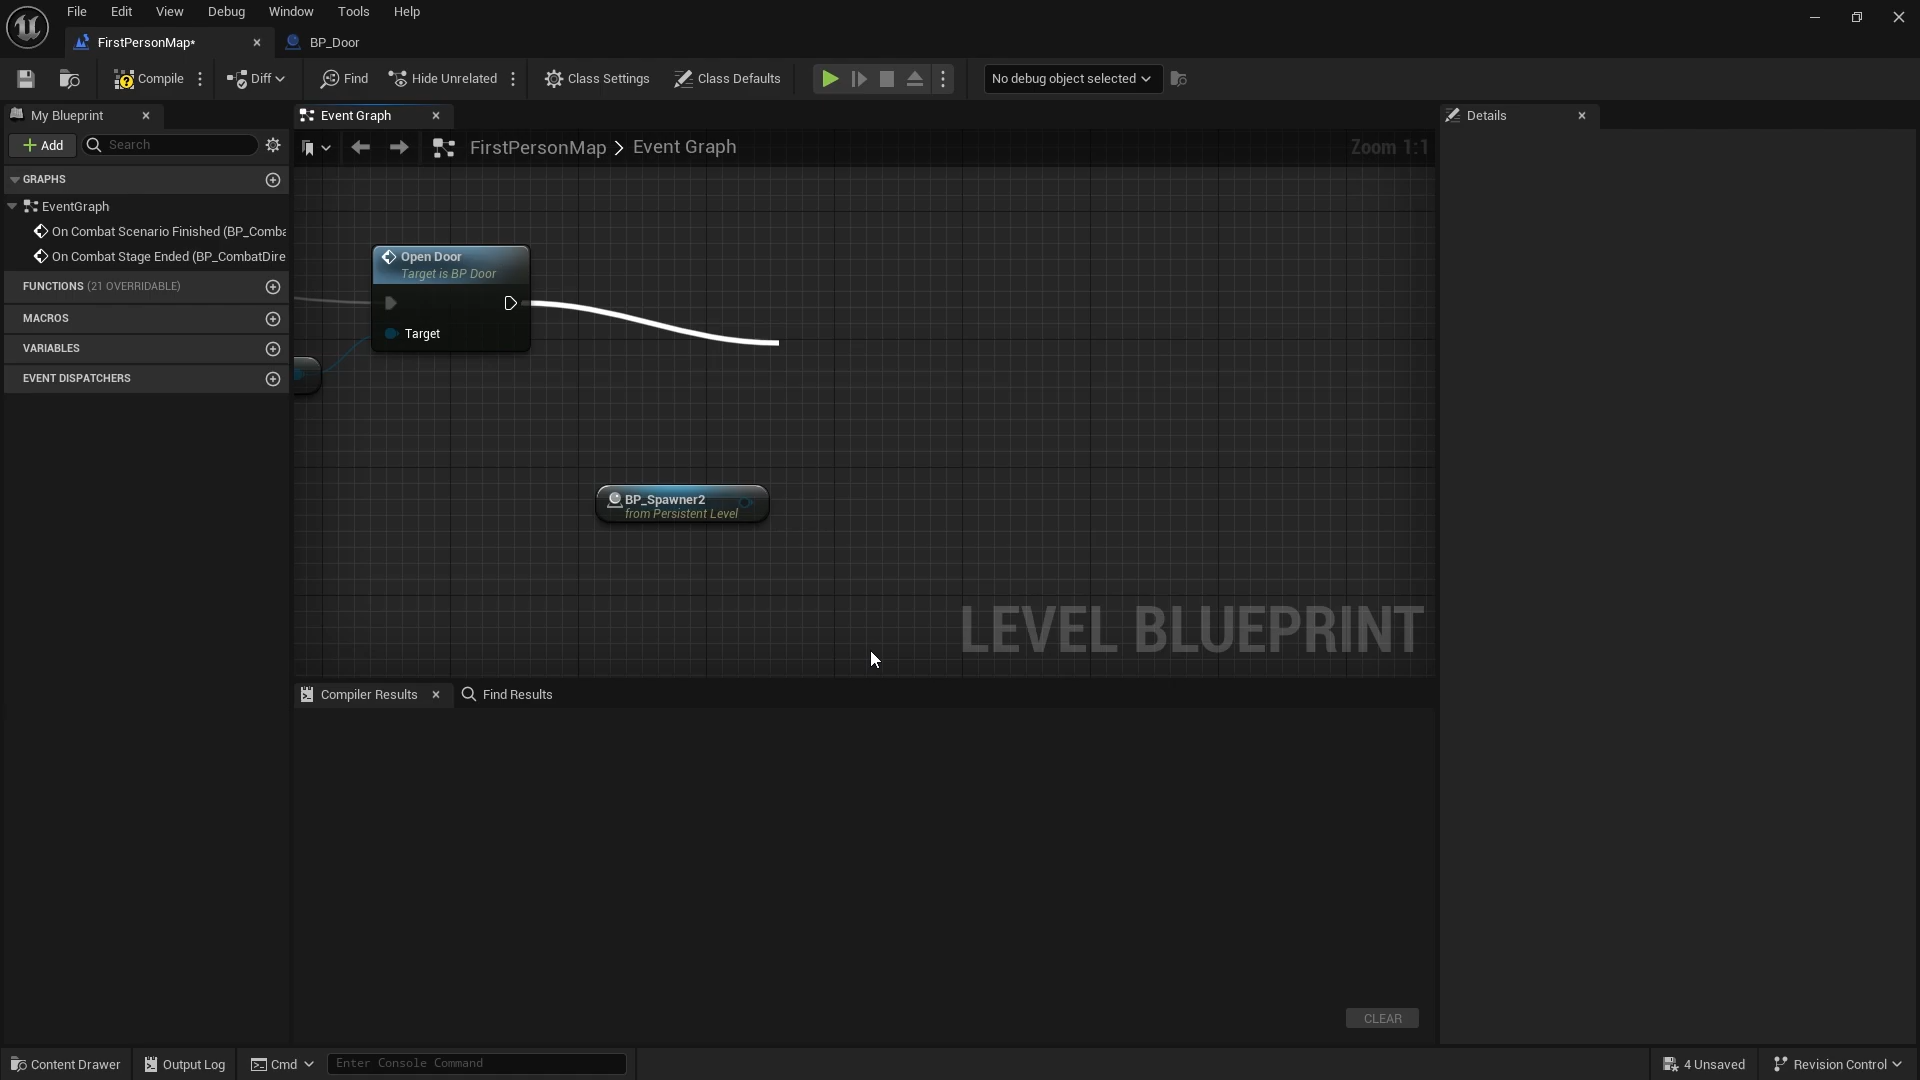 File Edit View Debug Window Tools Help
FirstPersonMap* BP_Door
Compile Diff Find Hide Unrelated Class Settings Class Defaults No debug object selected
My Blueprint Event Graph Details
Add Search FirstPersonMap > Event Graph Zoom 1:1
GRAPHS
EventGraph
On Combat Scenario Finished (BP_Comba
On Combat Stage Ended (BP_CombatDire
FUNCTIONS (21 OVERRIDABLE)
MACROS
VARIABLES
EVENT DISPATCHERS
Open Door
Target is BP Door
Target
BP_Spawner2
from Persistent Level
LEVEL BLUEPRINT
Compiler Results Find Results
CLEAR
Content Drawer Output Log Cmd Enter Console Command 4 Unsaved Revision Control